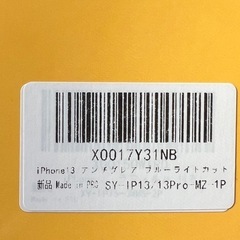 X0017Y31NB
iPhone13 アンチグレア ブルーライトカット
新品 Made in PRC SY-IP13/13Pro-MZ-1P